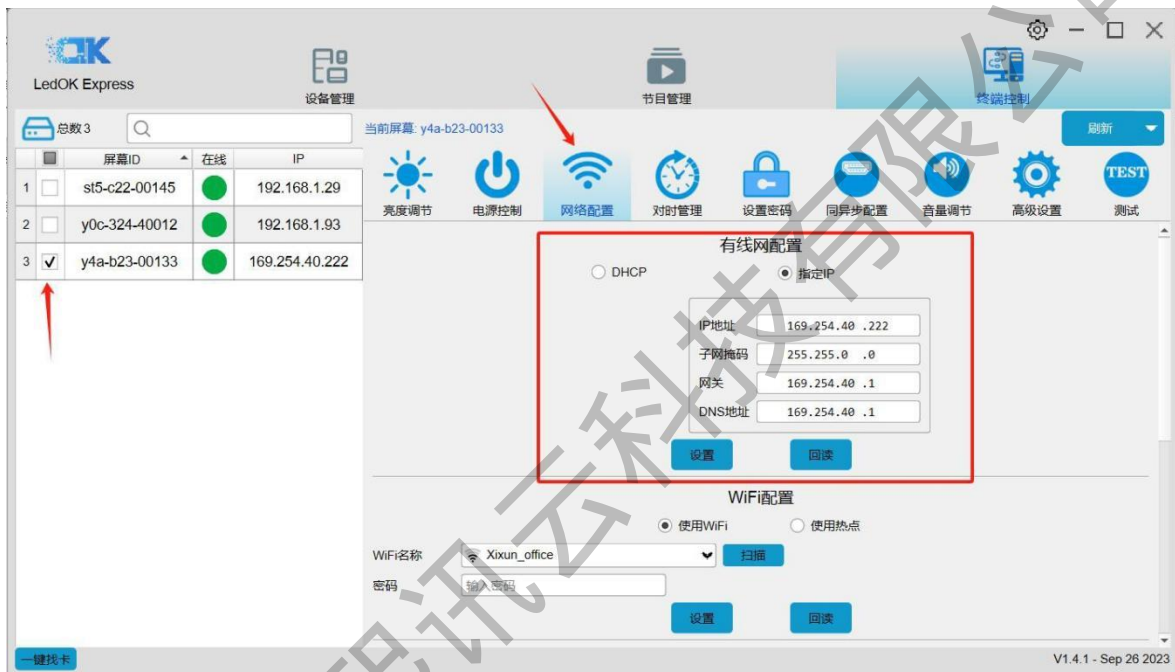 LedOK Express
设备管理
节目管理
终端控制
总数 3
当前屏幕: y4a-b23-00133
刷新
屏幕ID 在线 IP
1 st5-c22-00145 192.168.1.29
2 y0c-324-40012 192.168.1.93
3 y4a-b23-00133 169.254.40.222
亮度调节 电源控制 网络配置 对时管理 设置密码 同异步配置 音量调节 高级设置 测试
TEST
有线网配置
DHCP 指定IP
IP地址 169.254.40 .222
子网掩码 255.255.0 .0
网关 169.254.40 .1
DNS地址 169.254.40 .1
设置 回读
WiFi配置
使用WiFi 使用热点
WiFi名称 Xixun_office 扫描
密码 输入密码
设置 回读
一键找卡
V1.4.1 - Sep 26 2023
讯云科技有限公